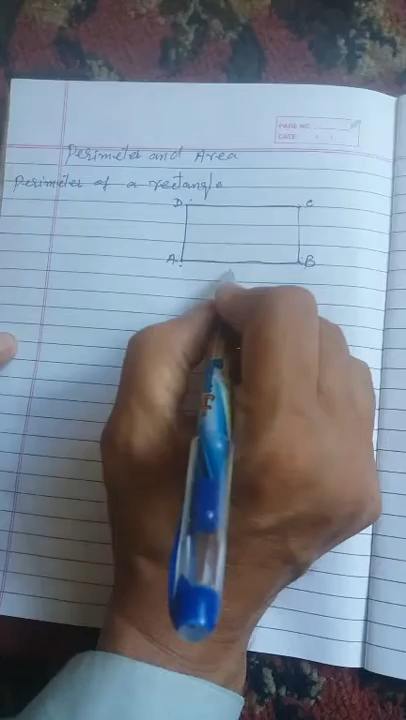 PAGE NO.
DATE
Perimeter and Area
Perimeter of a rectangle
D C
A B